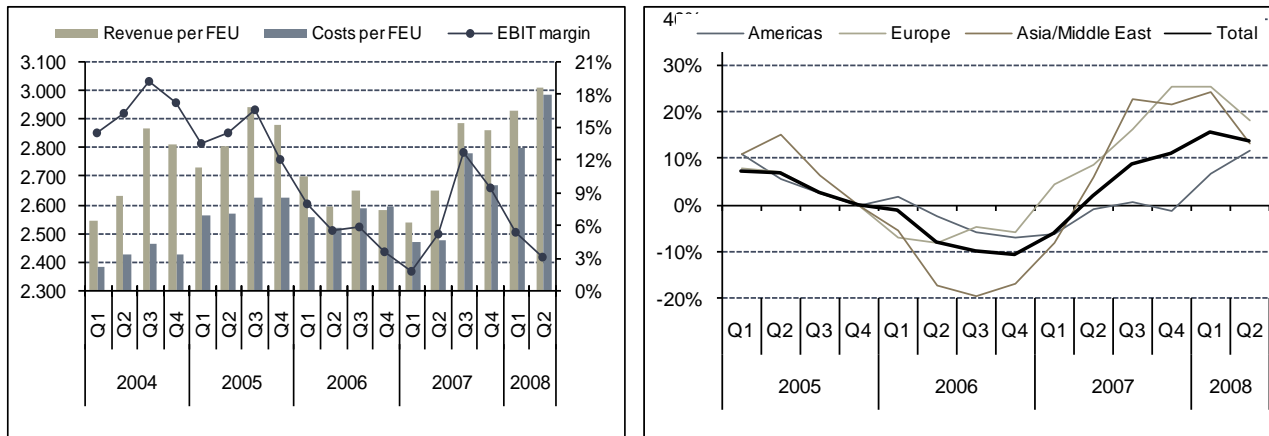 Revenue per FEU Costs per FEU EBIT margin
3.100 21%
3.000 18%
2.900 15%
2.800 12%
2.700
2.600 9%
2.500 6%
2.400 3%
2.300 0%
Q1 Q2 Q3 Q4 Q1 Q2 Q3 Q4 Q1 Q2 Q3 Q4 Q1 Q2 Q3 Q4 Q1 Q2
2004 2005 2006 2007 2008
40%
Americas Europe Asia/Middle East Total
30%
20%
10%
0%
-10%
-20%
Q1 Q2 Q3 Q4 Q1 Q2 Q3 Q4 Q1 Q2 Q3 Q4 Q1 Q2
2005 2006 2007 2008